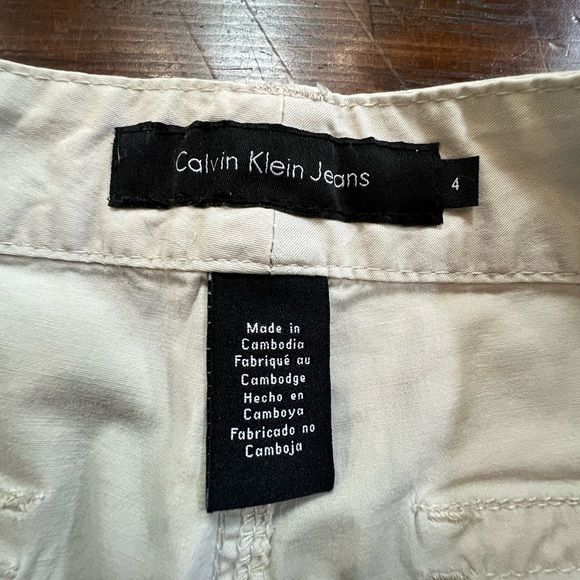 Calvin Klein Jeans
4
Made in
Cambodia
Fabriqué au
Cambodge
Hecho en
Camboya
Fabricado no
Camboja